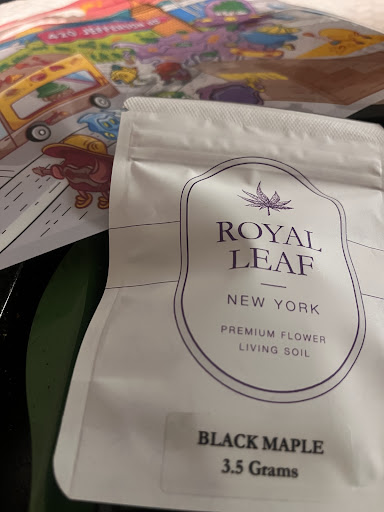 ROYAL
LEAF
NEW YORK
PREMIUM FLOWER
LIVING SOIL
BLACK MAPLE
3.5 Grams